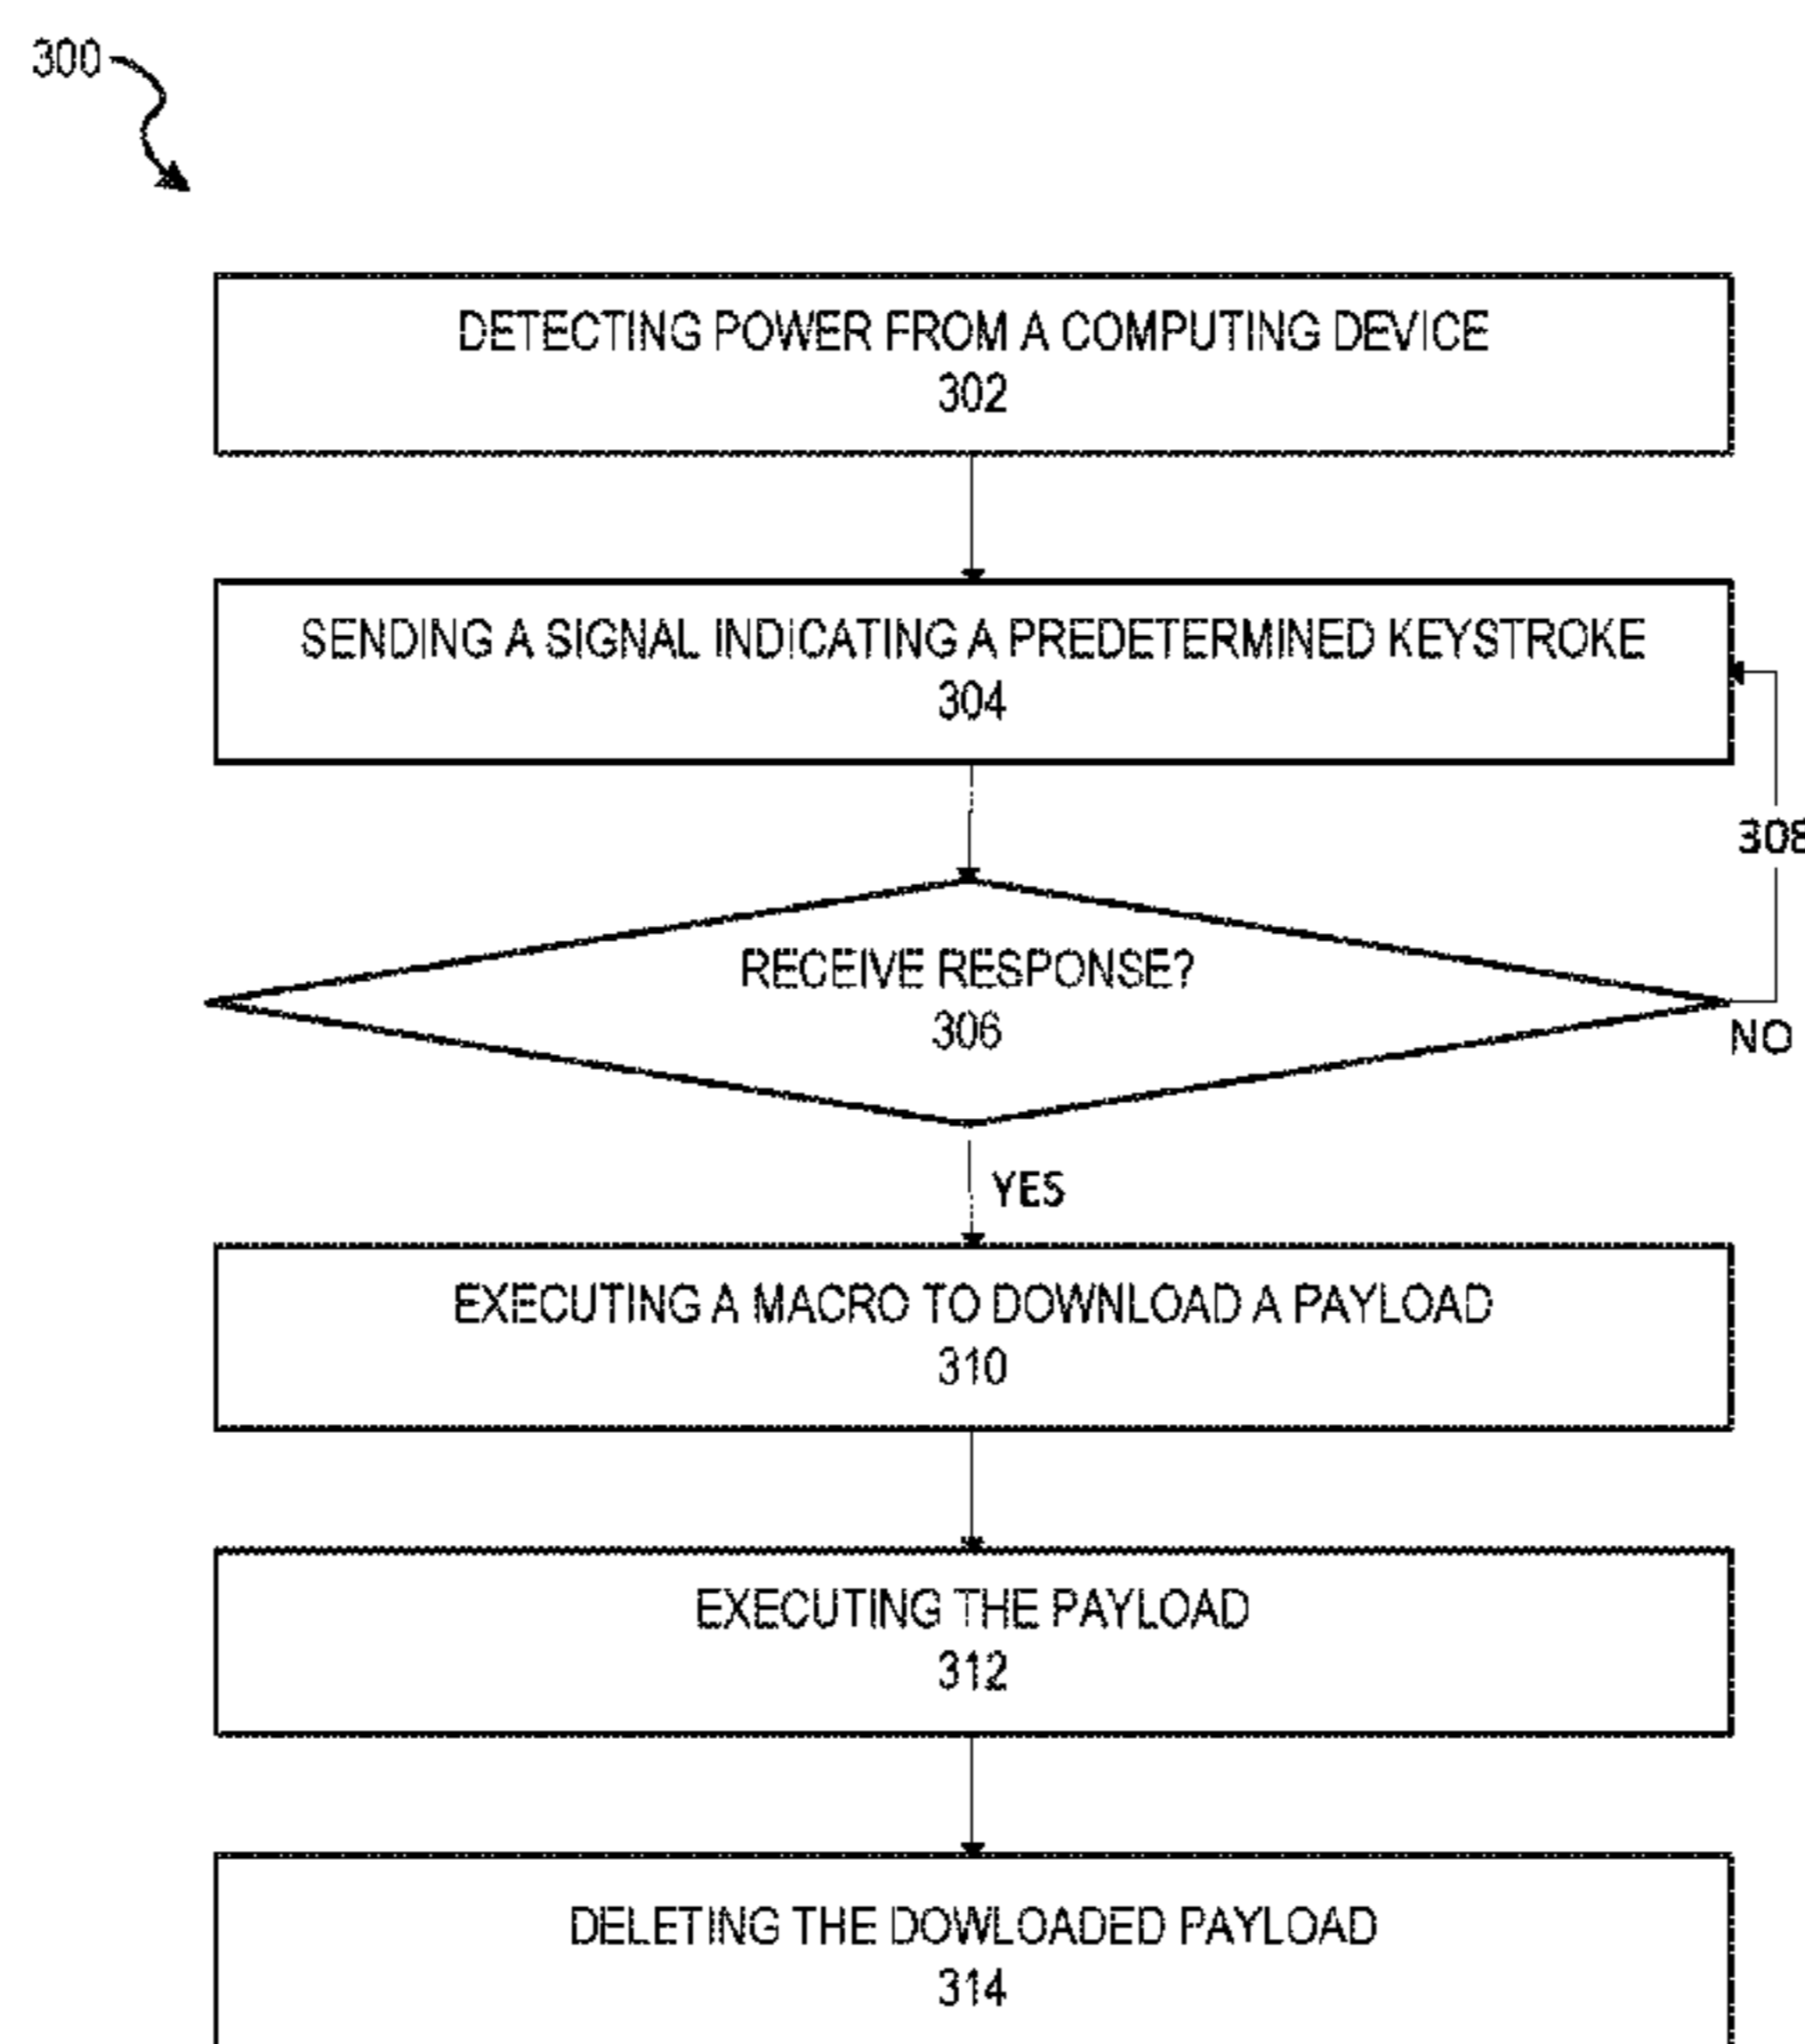 300
DETECTING POWER FROM A COMPUTING DEVICE
302
SENDING A SIGNAL INDICATING A PREDETERMINED KEYSTROKE
304
308
RECEIVE RESPONSE?
306
NO
YES
EXECUTING A MACRO TO DOWNLOAD A PAYLOAD
310
EXECUTING THE PAYLOAD
312
DELETING THE DOWLOADED PAYLOAD
314